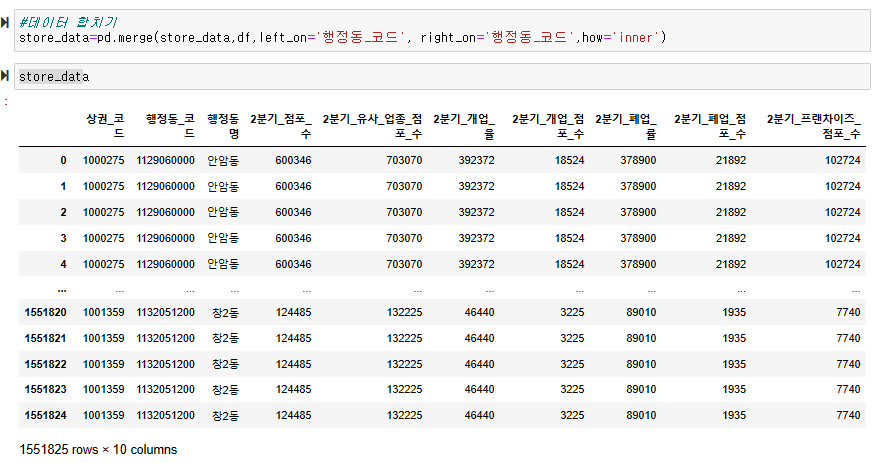 #데이터 합치기
store_data=pd.merge(store_data,df,left_on='행정동_코드', right_on='행정동_코드',how='inner')
store_data
:
상권_코드 행정동_코드 행정동명 2분기_점포_수 2분기_유사_업종_점포_수 2분기_개업_율 2분기_개업_점포_수 2분기_폐업_률 2분기_폐업_점포_수 2분기_프랜차이즈_점포_수
0 1000275 1129060000 안암동 600346 703070 392372 18524 378900 21892 102724
1 1000275 1129060000 안암동 600346 703070 392372 18524 378900 21892 102724
2 1000275 1129060000 안암동 600346 703070 392372 18524 378900 21892 102724
3 1000275 1129060000 안암동 600346 703070 392372 18524 378900 21892 102724
4 1000275 1129060000 안암동 600346 703070 392372 18524 378900 21892 102724
... ... ... ... ... ... ... ... ... ... ...
1551820 1001359 1132051200 창2동 124485 132225 46440 3225 89010 1935 7740
1551821 1001359 1132051200 창2동 124485 132225 46440 3225 89010 1935 7740
1551822 1001359 1132051200 창2동 124485 132225 46440 3225 89010 1935 7740
1551823 1001359 1132051200 창2동 124485 132225 46440 3225 89010 1935 7740
1551824 1001359 1132051200 창2동 124485 132225 46440 3225 89010 1935 7740
1551825 rows × 10 columns